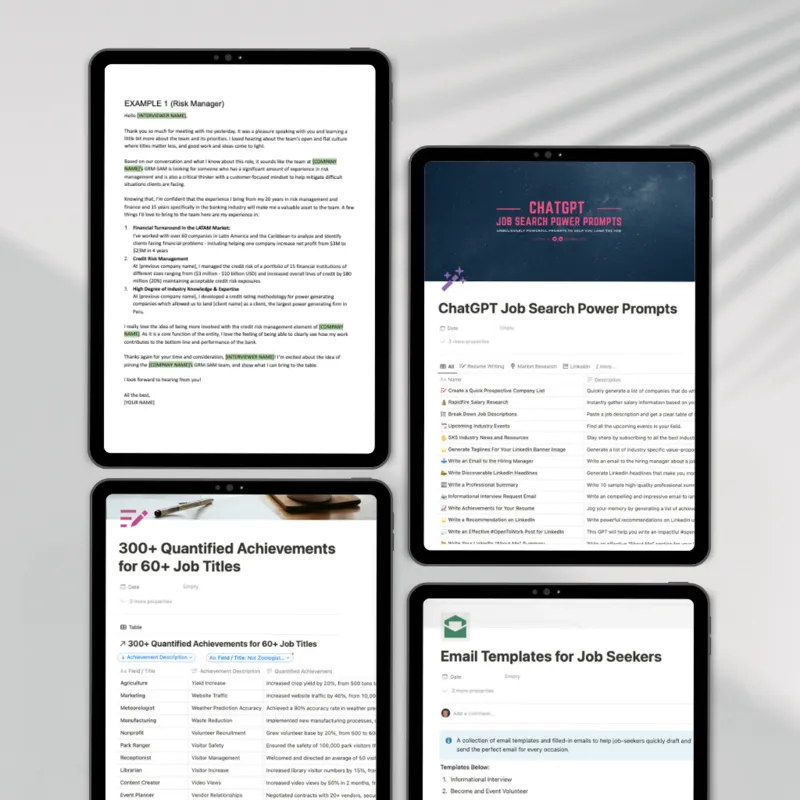 EXAMPLE 1 (Risk Manager)
Hello [INTERVIEWER NAME],
Thank you so much for meeting with me yesterday. It was a pleasure speaking with you and learning a
little bit more about the team and its priorities. I loved hearing about the team's open and flat culture
where titles matter less, and good work and ideas come to light.
Based on our conversation and what I know about this role, it sounds like the team at [COMPANY
NAME]'s GRM-SAM is looking for someone who has a significant amount of experience in risk
management and is also a critical thinker with a customer-focused mindset to help mitigate difficult
situations clients are facing.
Knowing that, I'm confident that the experience I bring from my 20 years in risk management and
finance and 15 years specifically in the banking industry will make me a valuable asset to the team. A few
things I'd love to bring to the team here are my experience in:
1. Financial Turnaround in the LATAM Market:
I've worked with over 60 companies in Latin America and the Caribbean to analyze and identify
clients facing financial problems - including helping one company increase net profit from $3M to
$23M in 4 years
2. Credit Risk Management
At [previous company name], I managed the credit risk of a portfolio of 15 financial institutions of
different sizes ranging from ($3 million - $10 billion USD) and increased overall lines of credit by $80
million (20%) maintaining acceptable credit risk exposures
3. High Degree of Industry Knowledge & Expertise
At [previous company name], I developed a credit rating methodology for power generating
companies which allowed us to land [client name] as a client, the largest power generating firm in
Peru.
I really love the idea of being more involved with the credit risk management element of [COMPANY
NAME]. As it is a core function of the entity, I love the feeling of being able to clearly see how my work
contributes to the bottom line and performance of the bank.
Thanks again for your time and consideration, [INTERVIEWER NAME]! I'm excited about the idea of
joining the [COMPANY NAME]'s GRM-SAM team, and show what I can bring to the table.
I look forward to hearing from you!
All the best,
[YOUR NAME]
CHATGPT
JOB SEARCH POWER PROMPTS
UNBELIEVABLY POWERFUL PROMPTS TO HELP YOU LAND THE JOB
ChatGPT Job Search Power Prompts
Date Empty
3 more properties
All Resume Writing Market Research LinkedIn 2 more...
Aa Name Description
Create a Quick Prospective Company List Quickly generate a list of companies that do wh
Rapidfire Salary Research Instantly gather salary information based on yo
Break Down Job Descriptions Paste a job description and get a clear table of
Upcoming Industry Events Find all the upcoming events in your field.
SXS Industry News and Resources Stay sharp by subscribing to all the best indus
Generate Taglines For Your LinkedIn Banner Image Generate a list of industry specific value-propo
Write an Email to the Hiring Manager Write an email to the hiring manager about a jo
Write Discoverable LinkedIn Headlines Generate LinkedIn headlines that make you mo
Write a Professional Summary Write 10 sample high-quality professional sum
Informational Interview Request Email Write an compelling and impressive email to an
Write Achievements for Your Resume Jog your memory by generating a list of achiev
Write a Recommendation on LinkedIn Write powerful recommendations on LinkedIn u
Write an Effective #OpenToWork Post for LinkedIn This GPT will help you write an impactful #open
Write Your LinkedIn "About Me" Summary Write an effective "About Me"
300+ Quantified Achievements
for 60+ Job Titles
Date Empty
3 more properties
Table
300+ Quantified Achievements for 60+ Job Titles
Achievement Description Aa Field / Title: Not Zoologist...
Aa Field / Title Achievement Description Quantified Achievement
Agriculture Yield Increase Increased crop yield by 20%, from 500 tons t
Marketing Website Traffic Increased website traffic by 40%, from 10,00
Meteorologist Weather Prediction Accuracy Achieved a 90% accuracy rate in weather pre
Manufacturing Waste Reduction Implemented new manufacturing processes,
Nonprofit Volunteer Recruitment Grew volunteer base by 20%, from 500 to 60
Park Ranger Visitor Safety Ensured the safety of 100,000 park visitors th
Receptionist Visitor Management Welcomed and directed an average of 50 visit
Librarian Visitor Increase Increased library visitor numbers by 15%, fro
Content Creator Video Views Increased video views by 60% in 2 months, f
Event Planner Vendor Relationships Negotiated contracts with 20+ vendors, secu
Email Templates for Job Seekers
Date Empty
3 more properties
Add a comment...
A collection of email templates and filled-in emails to help job-seekers quickly draft and
send the perfect email for every occasion.
Templates Below:
1. Informational Interview
2. Become and Event Volunteer